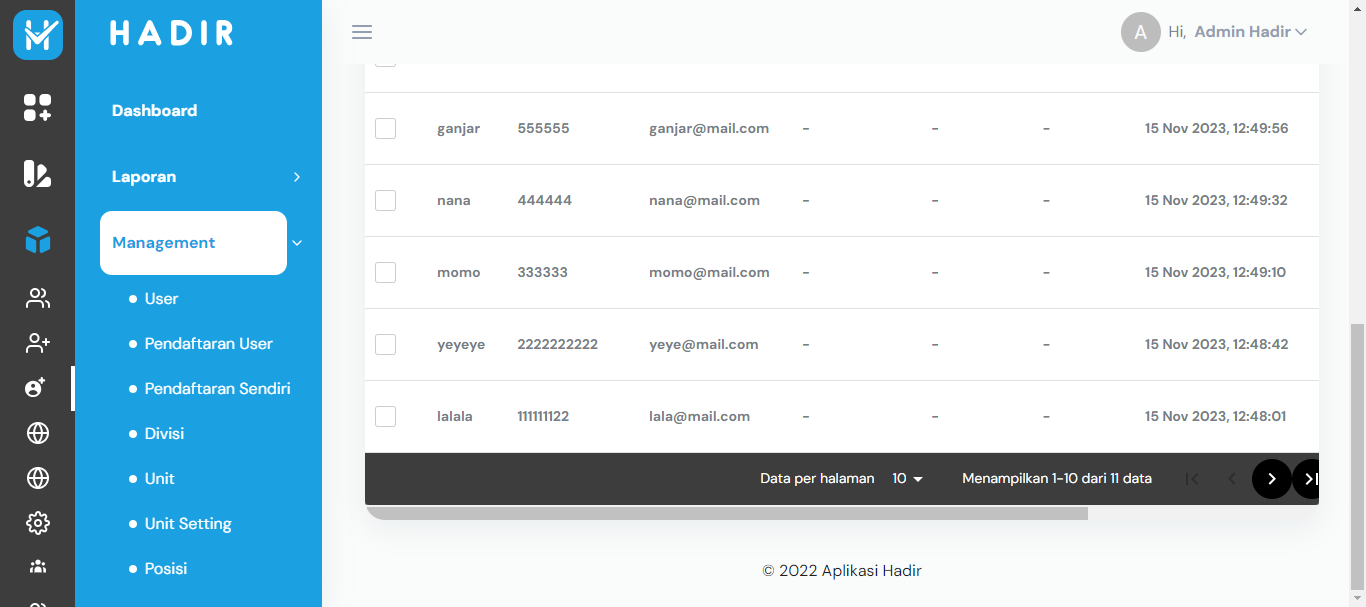 HADIR
A Hi, Admin Hadir
Dashboard
Laporan
Management
User
Pendaftaran User
Pendaftaran Sendiri
Divisi
Unit
Unit Setting
Posisi
ganjar 555555 ganjar@mail.com - - - 15 Nov 2023, 12:49:56
nana 444444 nana@mail.com - - - 15 Nov 2023, 12:49:32
momo 333333 momo@mail.com - - - 15 Nov 2023, 12:49:10
yeyeye 2222222222 yeye@mail.com - - - 15 Nov 2023, 12:48:42
lalala 111111122 lala@mail.com - - - 15 Nov 2023, 12:48:01
Data per halaman 10 Menampilkan 1-10 dari 11 data
© 2022 Aplikasi Hadir